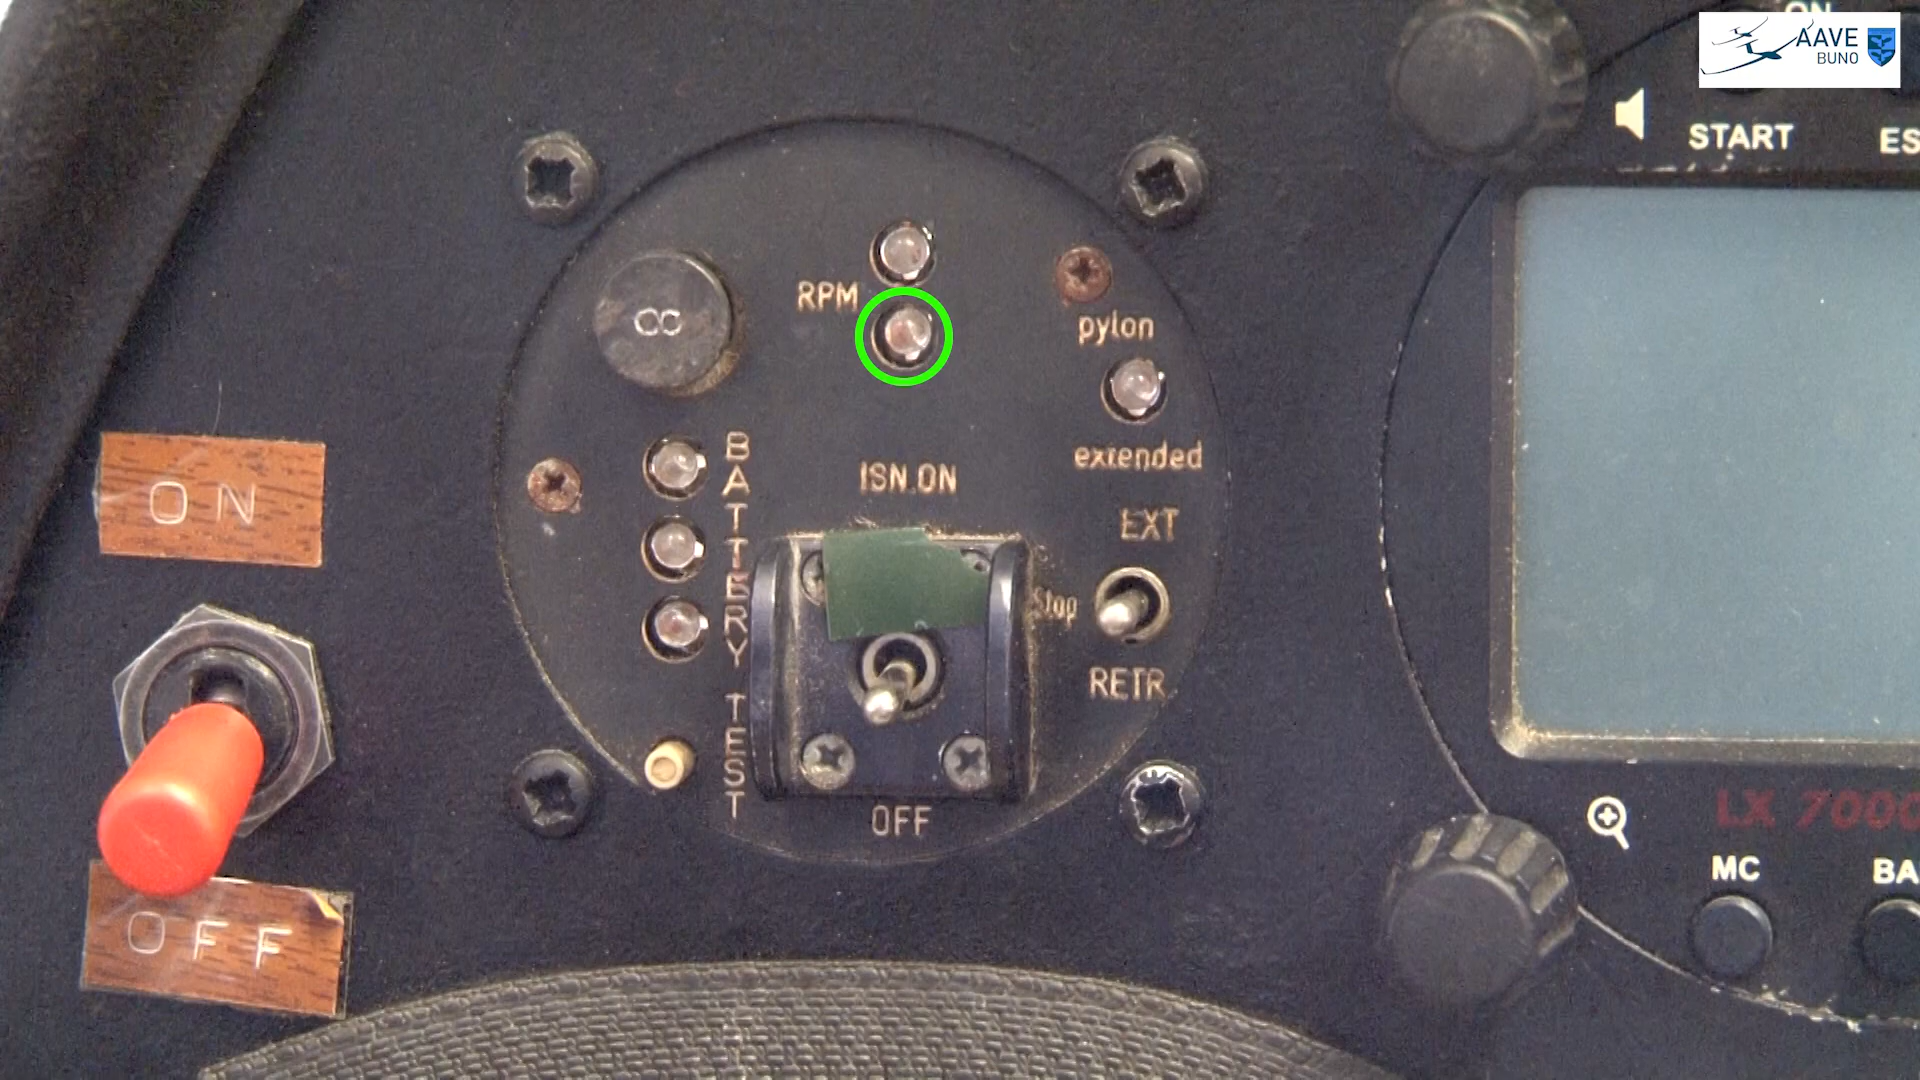 ON
AAVE
BUNO
START
ES
RPM
∞
pylon
extended
BATTERY TEST
ISN.ON
EXT
Stop
RETR.
OFF
ON
OFF
LX 7000
MC
BA